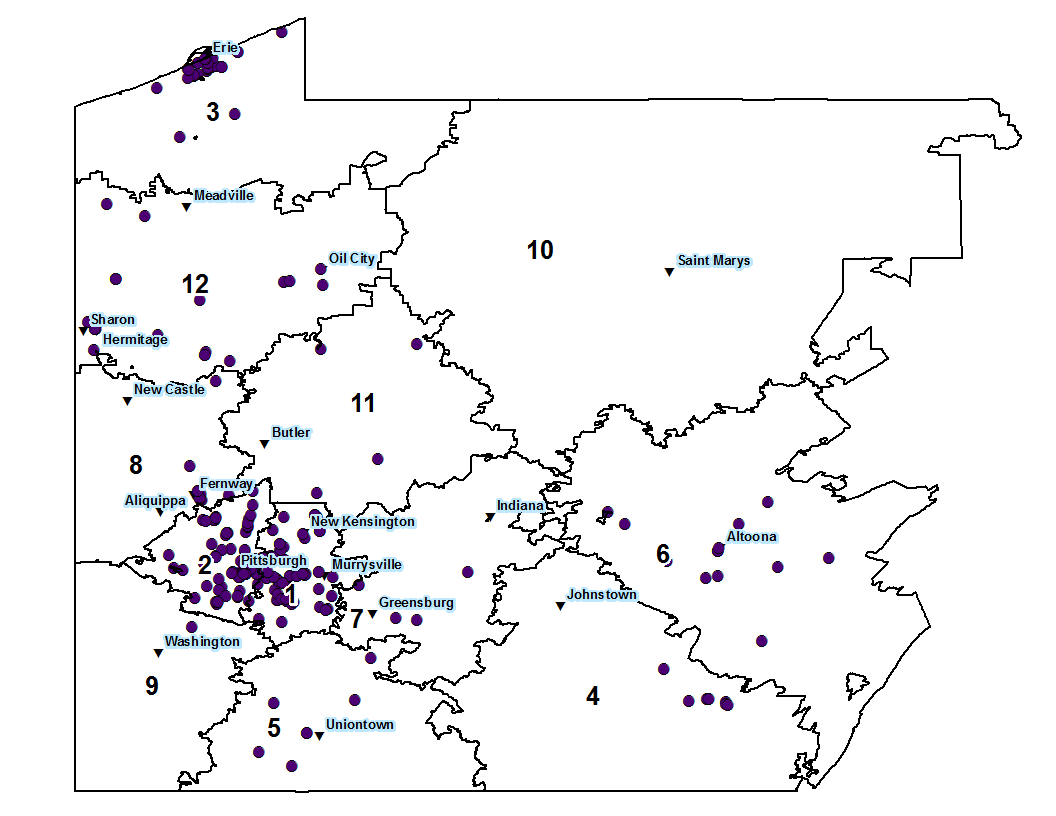 Erie
3
Meadville
10
Oil City
Saint Marys
12
Sharon
Hermitage
New Castle
11
Butler
8
Fernway
Aliquippa
Indiana
New Kensington
Altoona
6
Pittsburgh
2
Murrysville
1
Johnstown
Greensburg
7
Washington
9
4
5
Uniontown